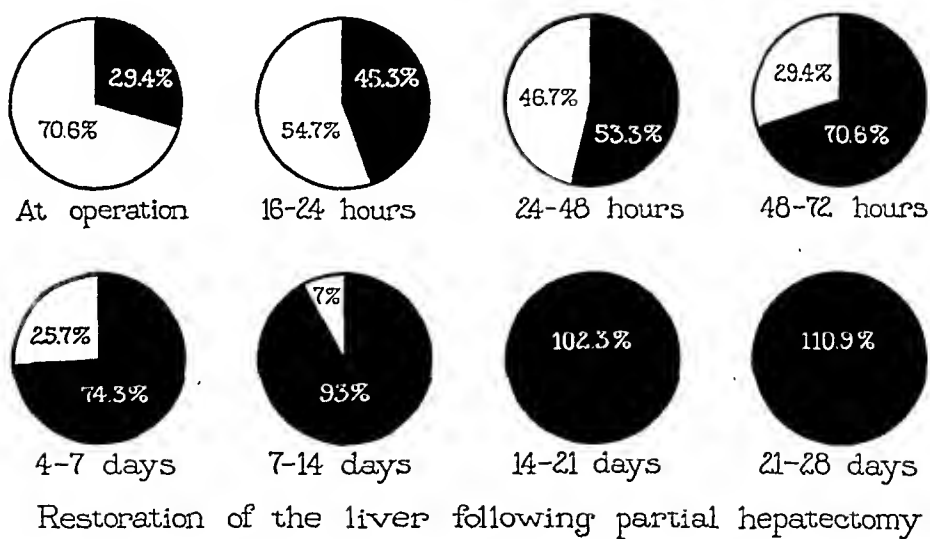 29.4%
70.6%
At operation
45.3%
54.7%
16-24 hours
46.7%
53.3%
24-48 hours
29.4%
70.6%
48-72 hours
25.7%
74.3%
4-7 days
7%
93%
7-14 days
102.3%
14-21 days
110.9%
21-28 days
Restoration of the liver following partial hepatectomy